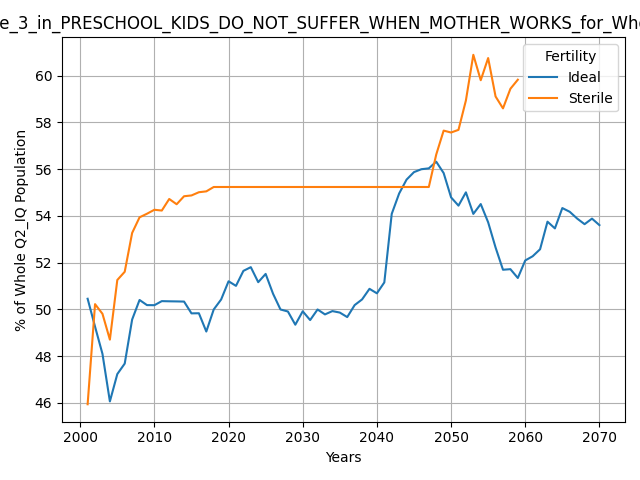 e_3_in_PRESCHOOL_KIDS_DO_NOT_SUFFER_WHEN_MOTHER_WORKS_for_Who
Fertility
Ideal
Sterile
% of Whole Q2_IQ Population
60
58
56
54
52
50
48
46
2000 2010 2020 2030 2040 2050 2060 2070
Years